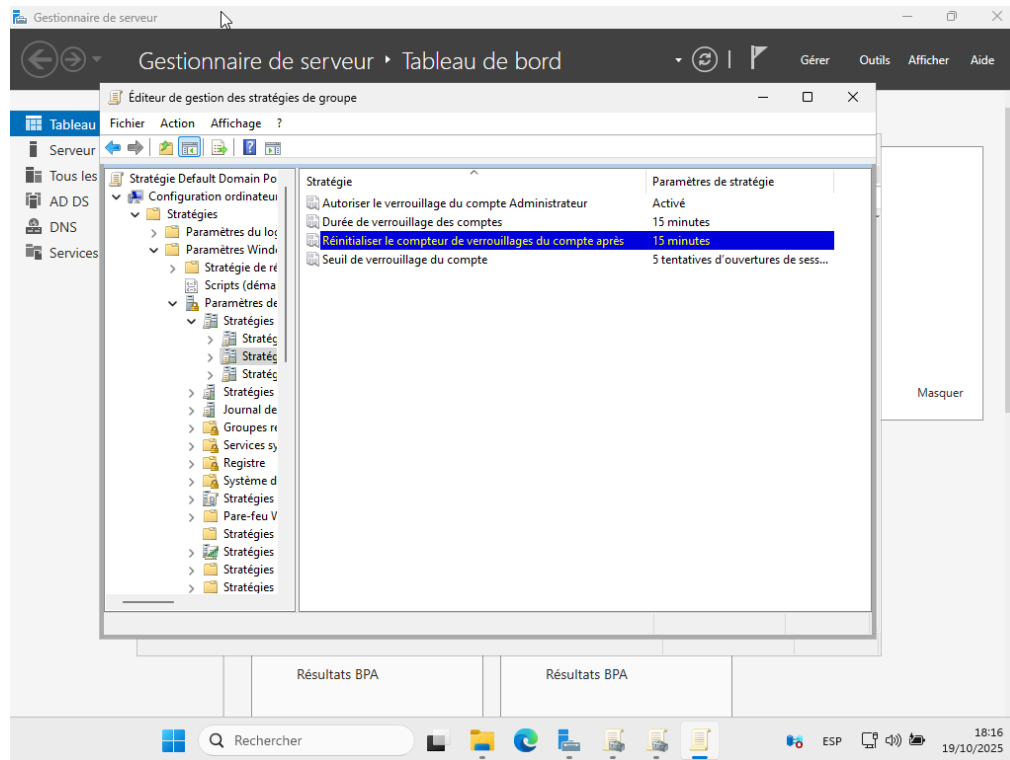 Gestionnaire de serveur
Gestionnaire de serveur ‣ Tableau de bord
Gérer Outils Afficher Aide
Éditeur de gestion des stratégies de groupe
Fichier Action Affichage ?
Tableau
Serveur
Tous les
AD DS
DNS
Services
Stratégie Default Domain Po
Configuration ordinateur
Stratégies
Paramètres du log
Paramètres Windo
Stratégie de ré
Scripts (déma
Paramètres de
Stratégies
Stratég
Stratég
Stratég
Stratégies
Journal de
Groupes re
Services sy
Registre
Système d
Stratégies
Pare-feu V
Stratégies
Stratégies
Stratégies
Stratégies
Stratégie Paramètres de stratégie
Autoriser le verrouillage du compte Administrateur Activé
Durée de verrouillage des comptes 15 minutes
Réinitialiser le compteur de verrouillages du compte après 15 minutes
Seuil de verrouillage du compte 5 tentatives d'ouvertures de sess...
Masquer
Résultats BPA Résultats BPA
Rechercher
ESP
18:16
19/10/2025